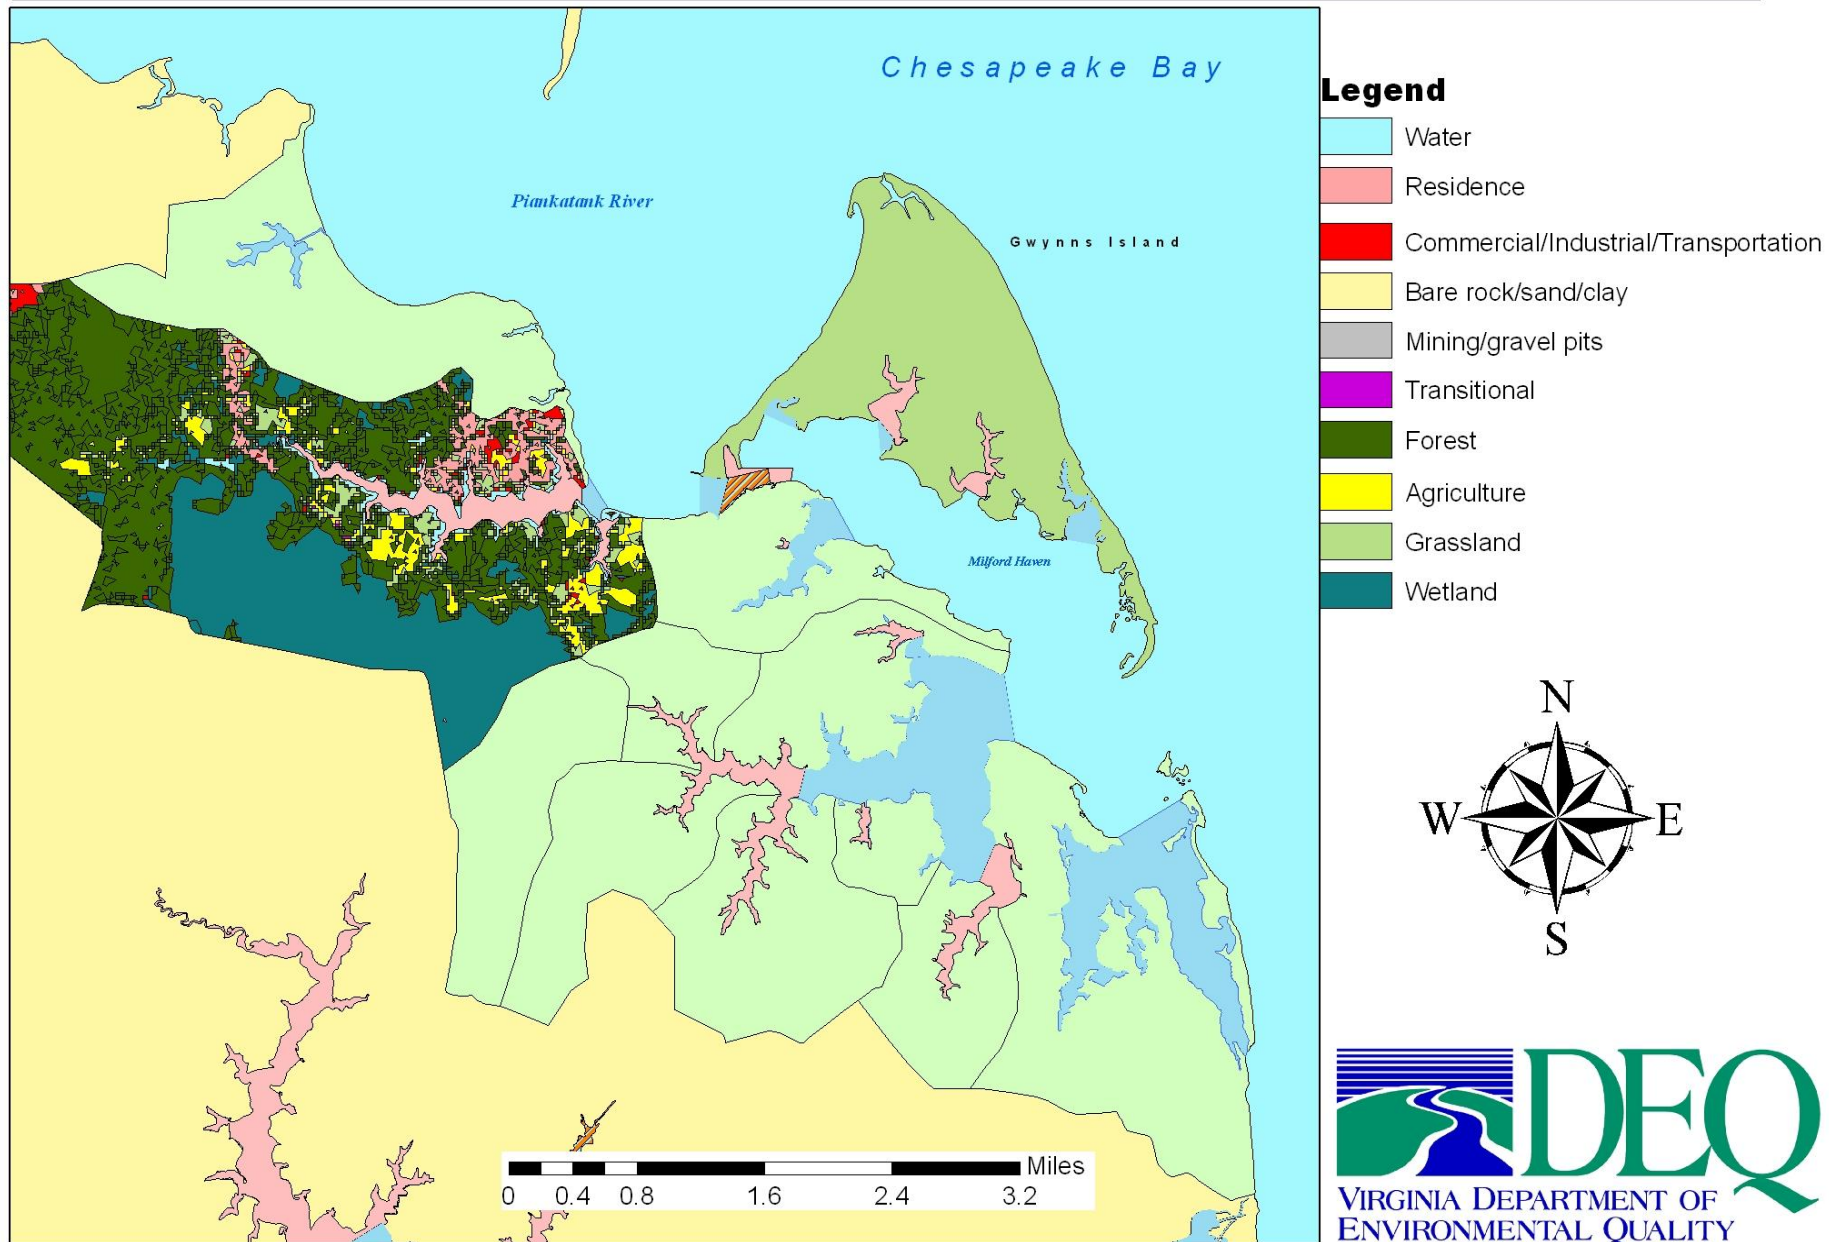 Chesapeake Bay
Piankatank River
Gwynns Island
Milford Haven
Legend
Water
Residence
Commercial/Industrial/Transportation
Bare rock/sand/clay
Mining/gravel pits
Transitional
Forest
Agriculture
Grassland
Wetland
N
W E
S
Miles
0 0.4 0.8 1.6 2.4 3.2
DEQ
VIRGINIA DEPARTMENT OF
ENVIRONMENTAL QUALITY